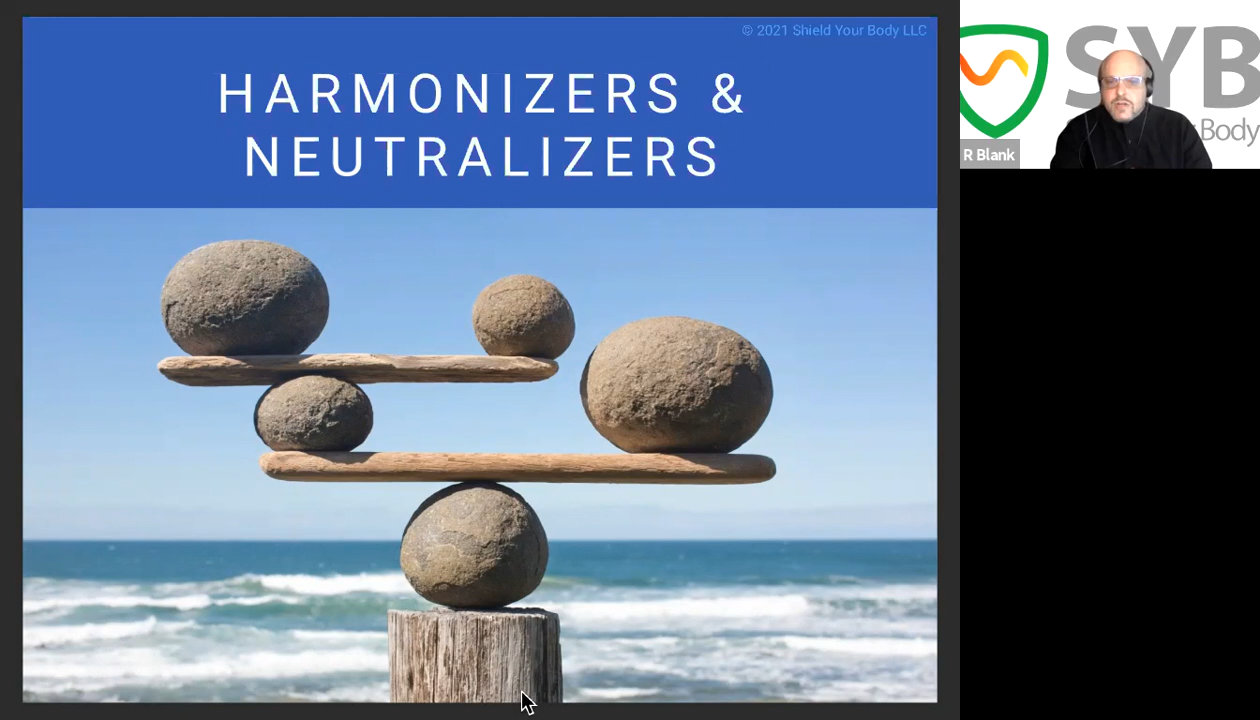 © 2021 Shield Your Body LLC
HARMONIZERS &
NEUTRALIZERS
SYB
Body
R Blank